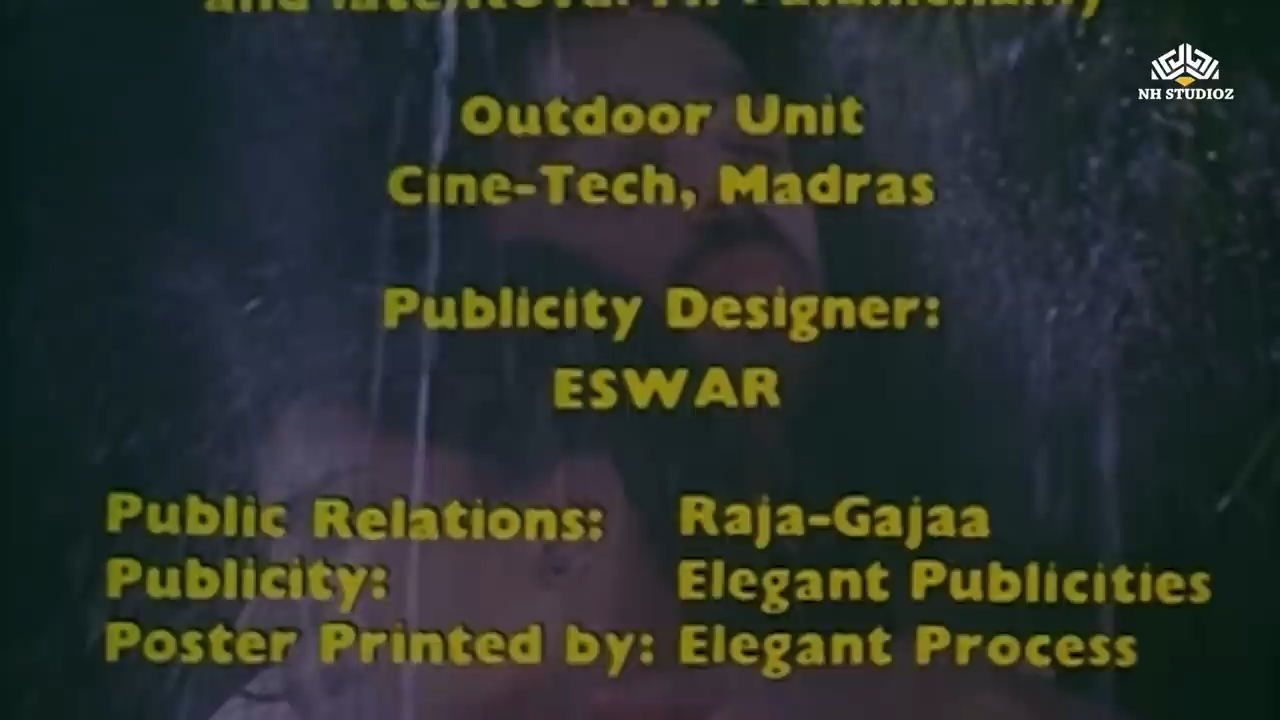 and
NH STUDIOZ
Outdoor Unit
Cine-Tech, Madras
Publicity Designer:
ESWAR
Public Relations: Raja-Gajaa
Publicity: Elegant Publicities
Poster Printed by: Elegant Process